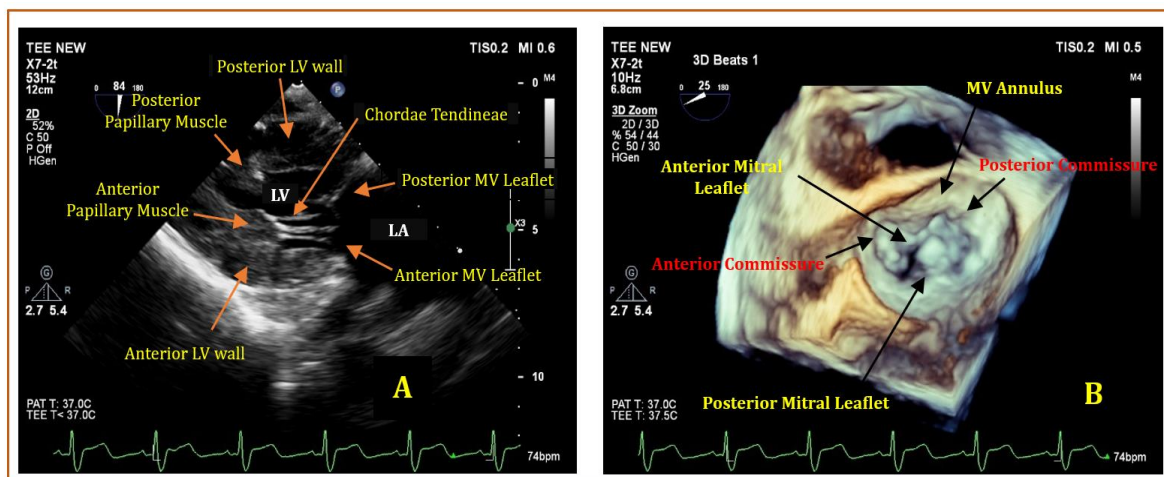 TEE NEW
X7-2t
53Hz
12cm
2D
52%
C 50
P Off
HGen
84
0 180
TIS0.2 MI 0.6
M4
P
0
5
10
X3
Posterior LV wall
Posterior
Papillary Muscle
Chordae Tendineae
Anterior
Papillary Muscle
LV
Posterior MV Leaflet
LA
Anterior MV Leaflet
Anterior LV wall
A
G
P R
2.7 5.4
PAT T: 37.0C
TEE T< 37.0C
74bpm
TEE NEW
X7-2t
10Hz
6.8cm
3D Zoom
2D / 3D
% 54 / 44
C 50 / 30
HGen
3D Beats 1
25
0 180
TIS0.2 MI 0.5
M4
MV Annulus
Anterior Mitral
Leaflet
Posterior Commissure
Anterior Commissure
Posterior Mitral Leaflet
B
G
P R
2.7 5.4
PAT T: 37.0C
TEE T: 37.5C
74bpm